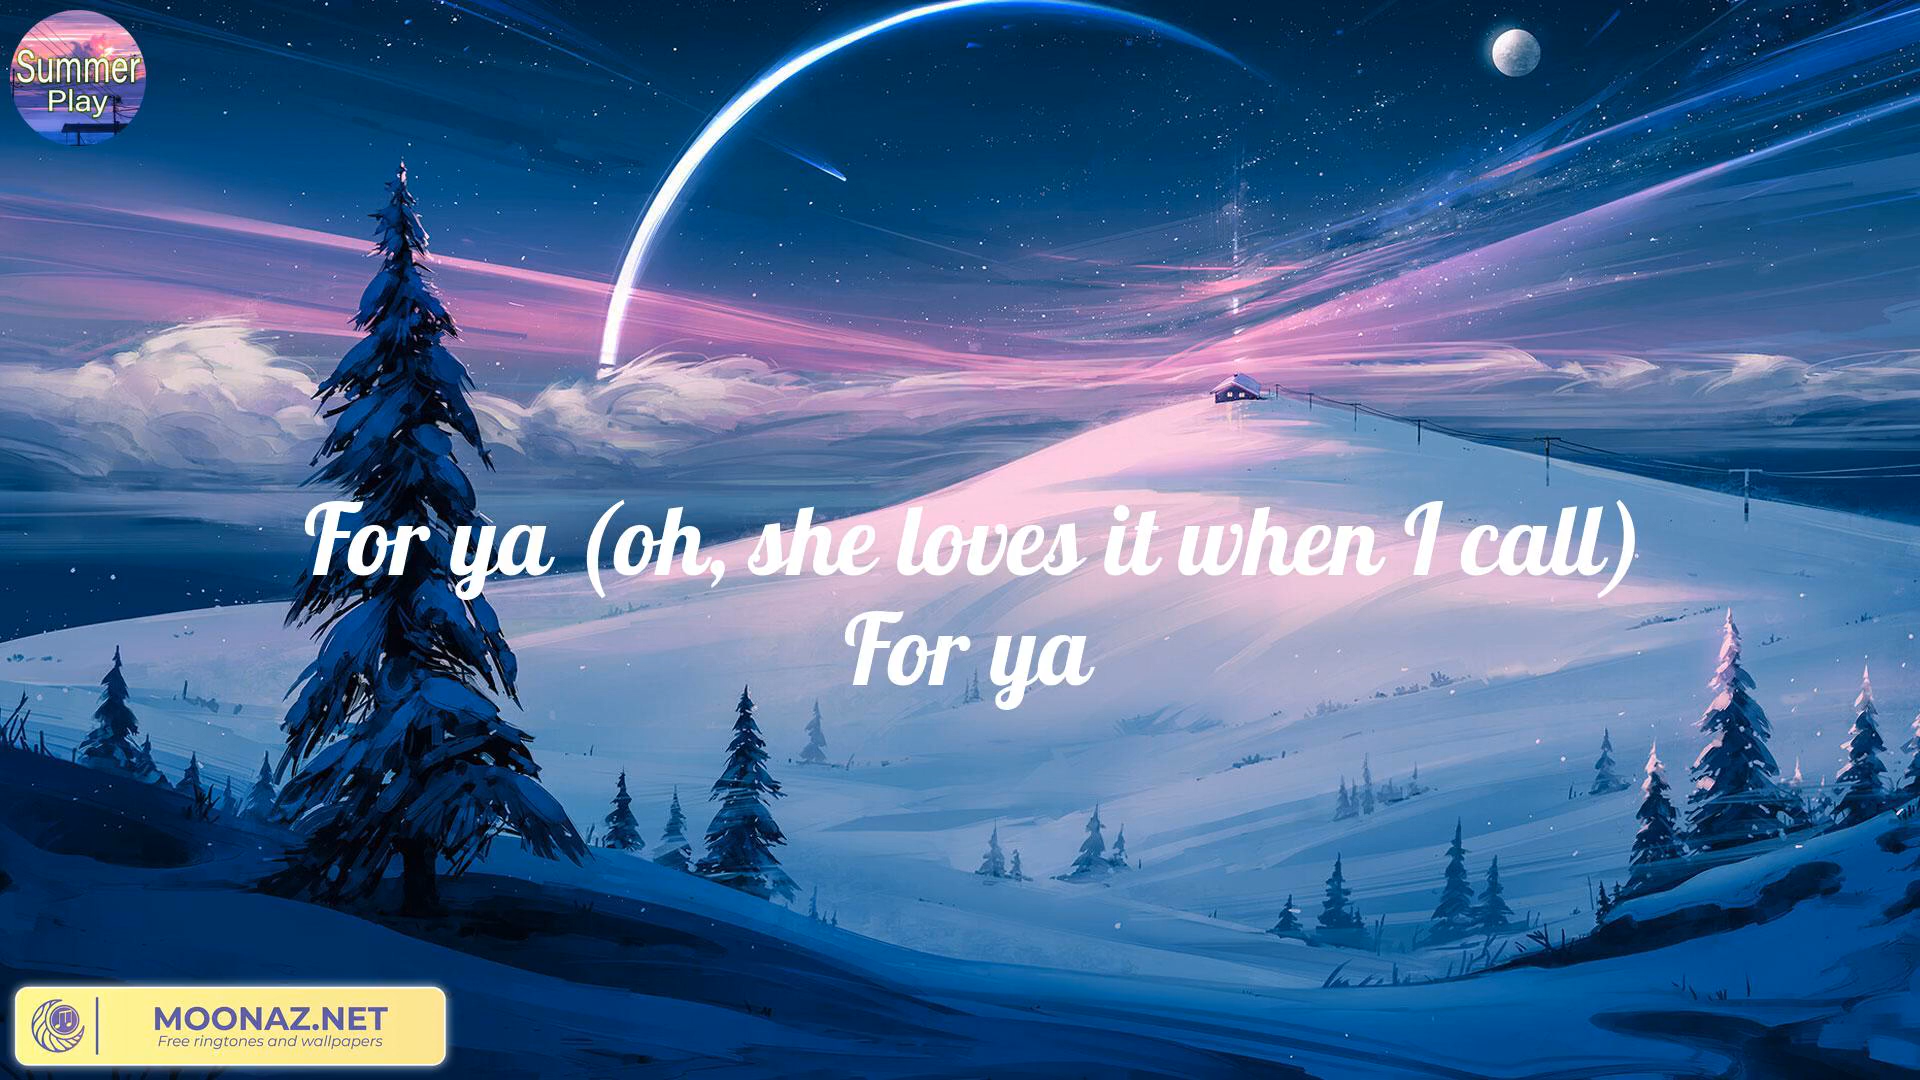 Summer
Play
For ya (oh, she loves it when I call)
For ya
MOONAZ.NET
Free ringtones and wallpapers